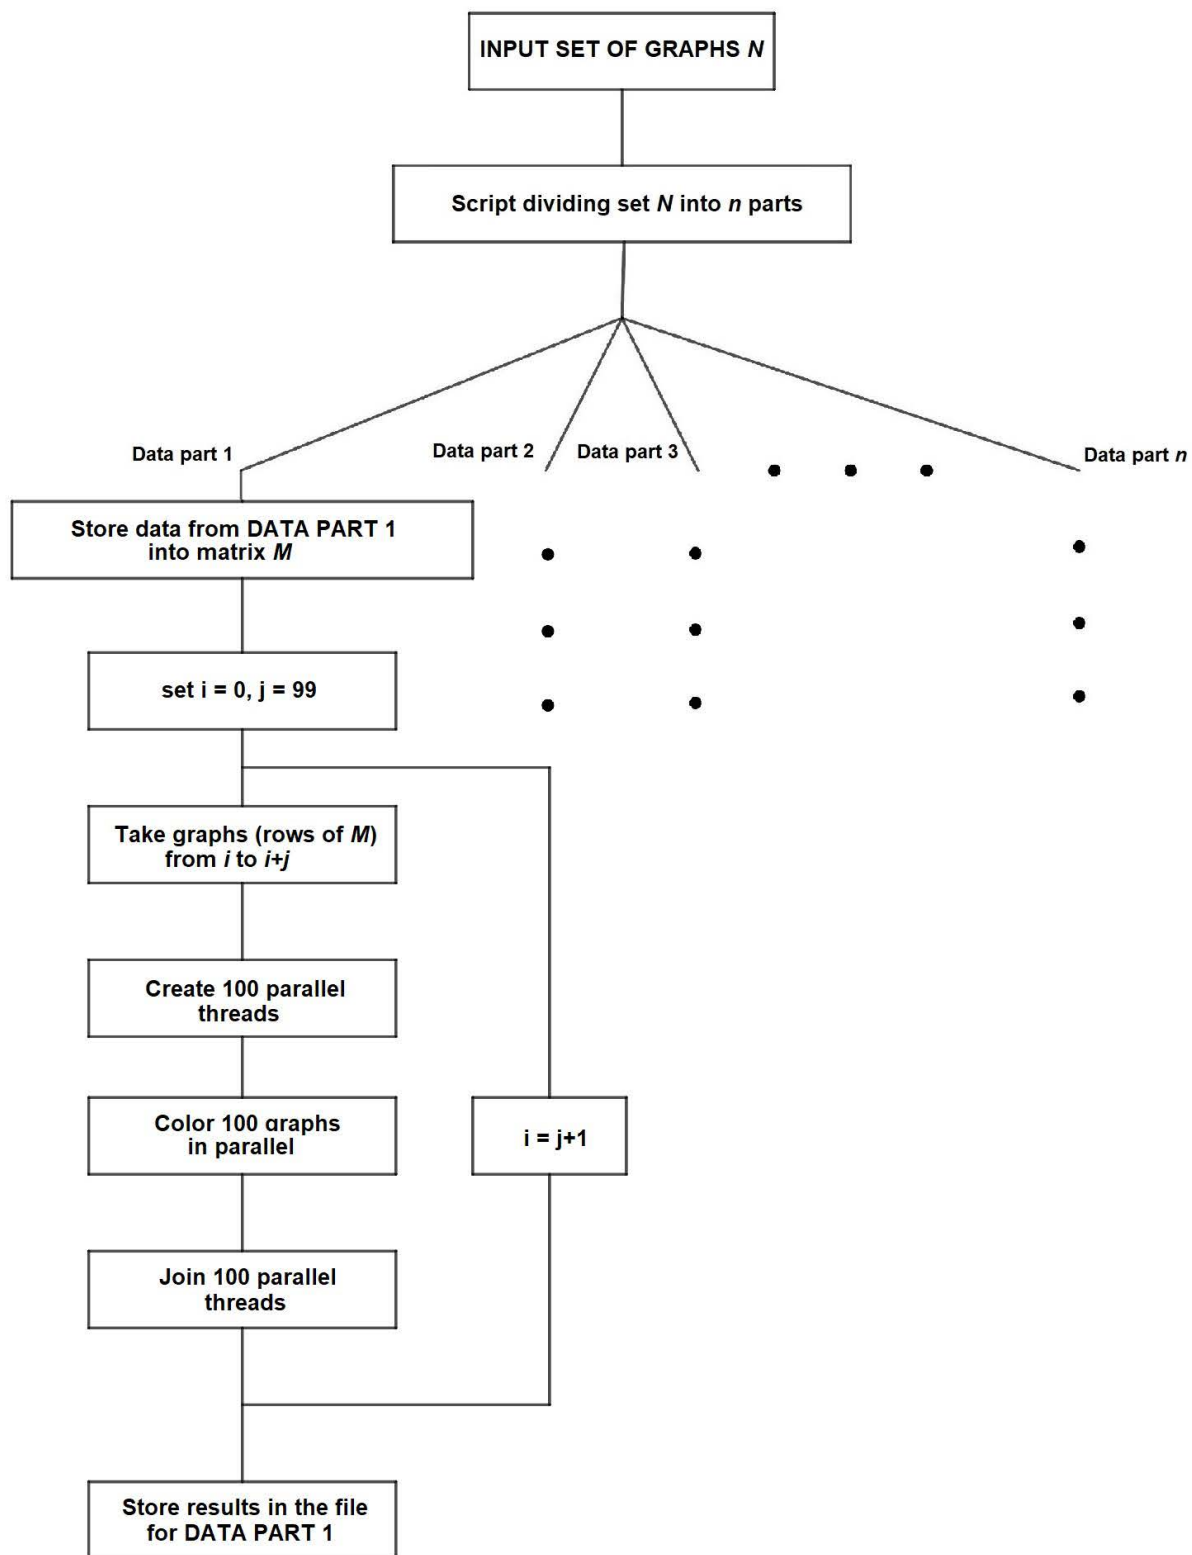 INPUT SET OF GRAPHS N
Script dividing set N into n parts
Data part 1
Data part 2
Data part 3
Data part n
Store data from DATA PART 1
into matrix M
set i = 0, j = 99
Take graphs (rows of M)
from i to i+j
Create 100 parallel
threads
Color 100 graphs
in parallel
i = j+1
Join 100 parallel
threads
Store results in the file
for DATA PART 1